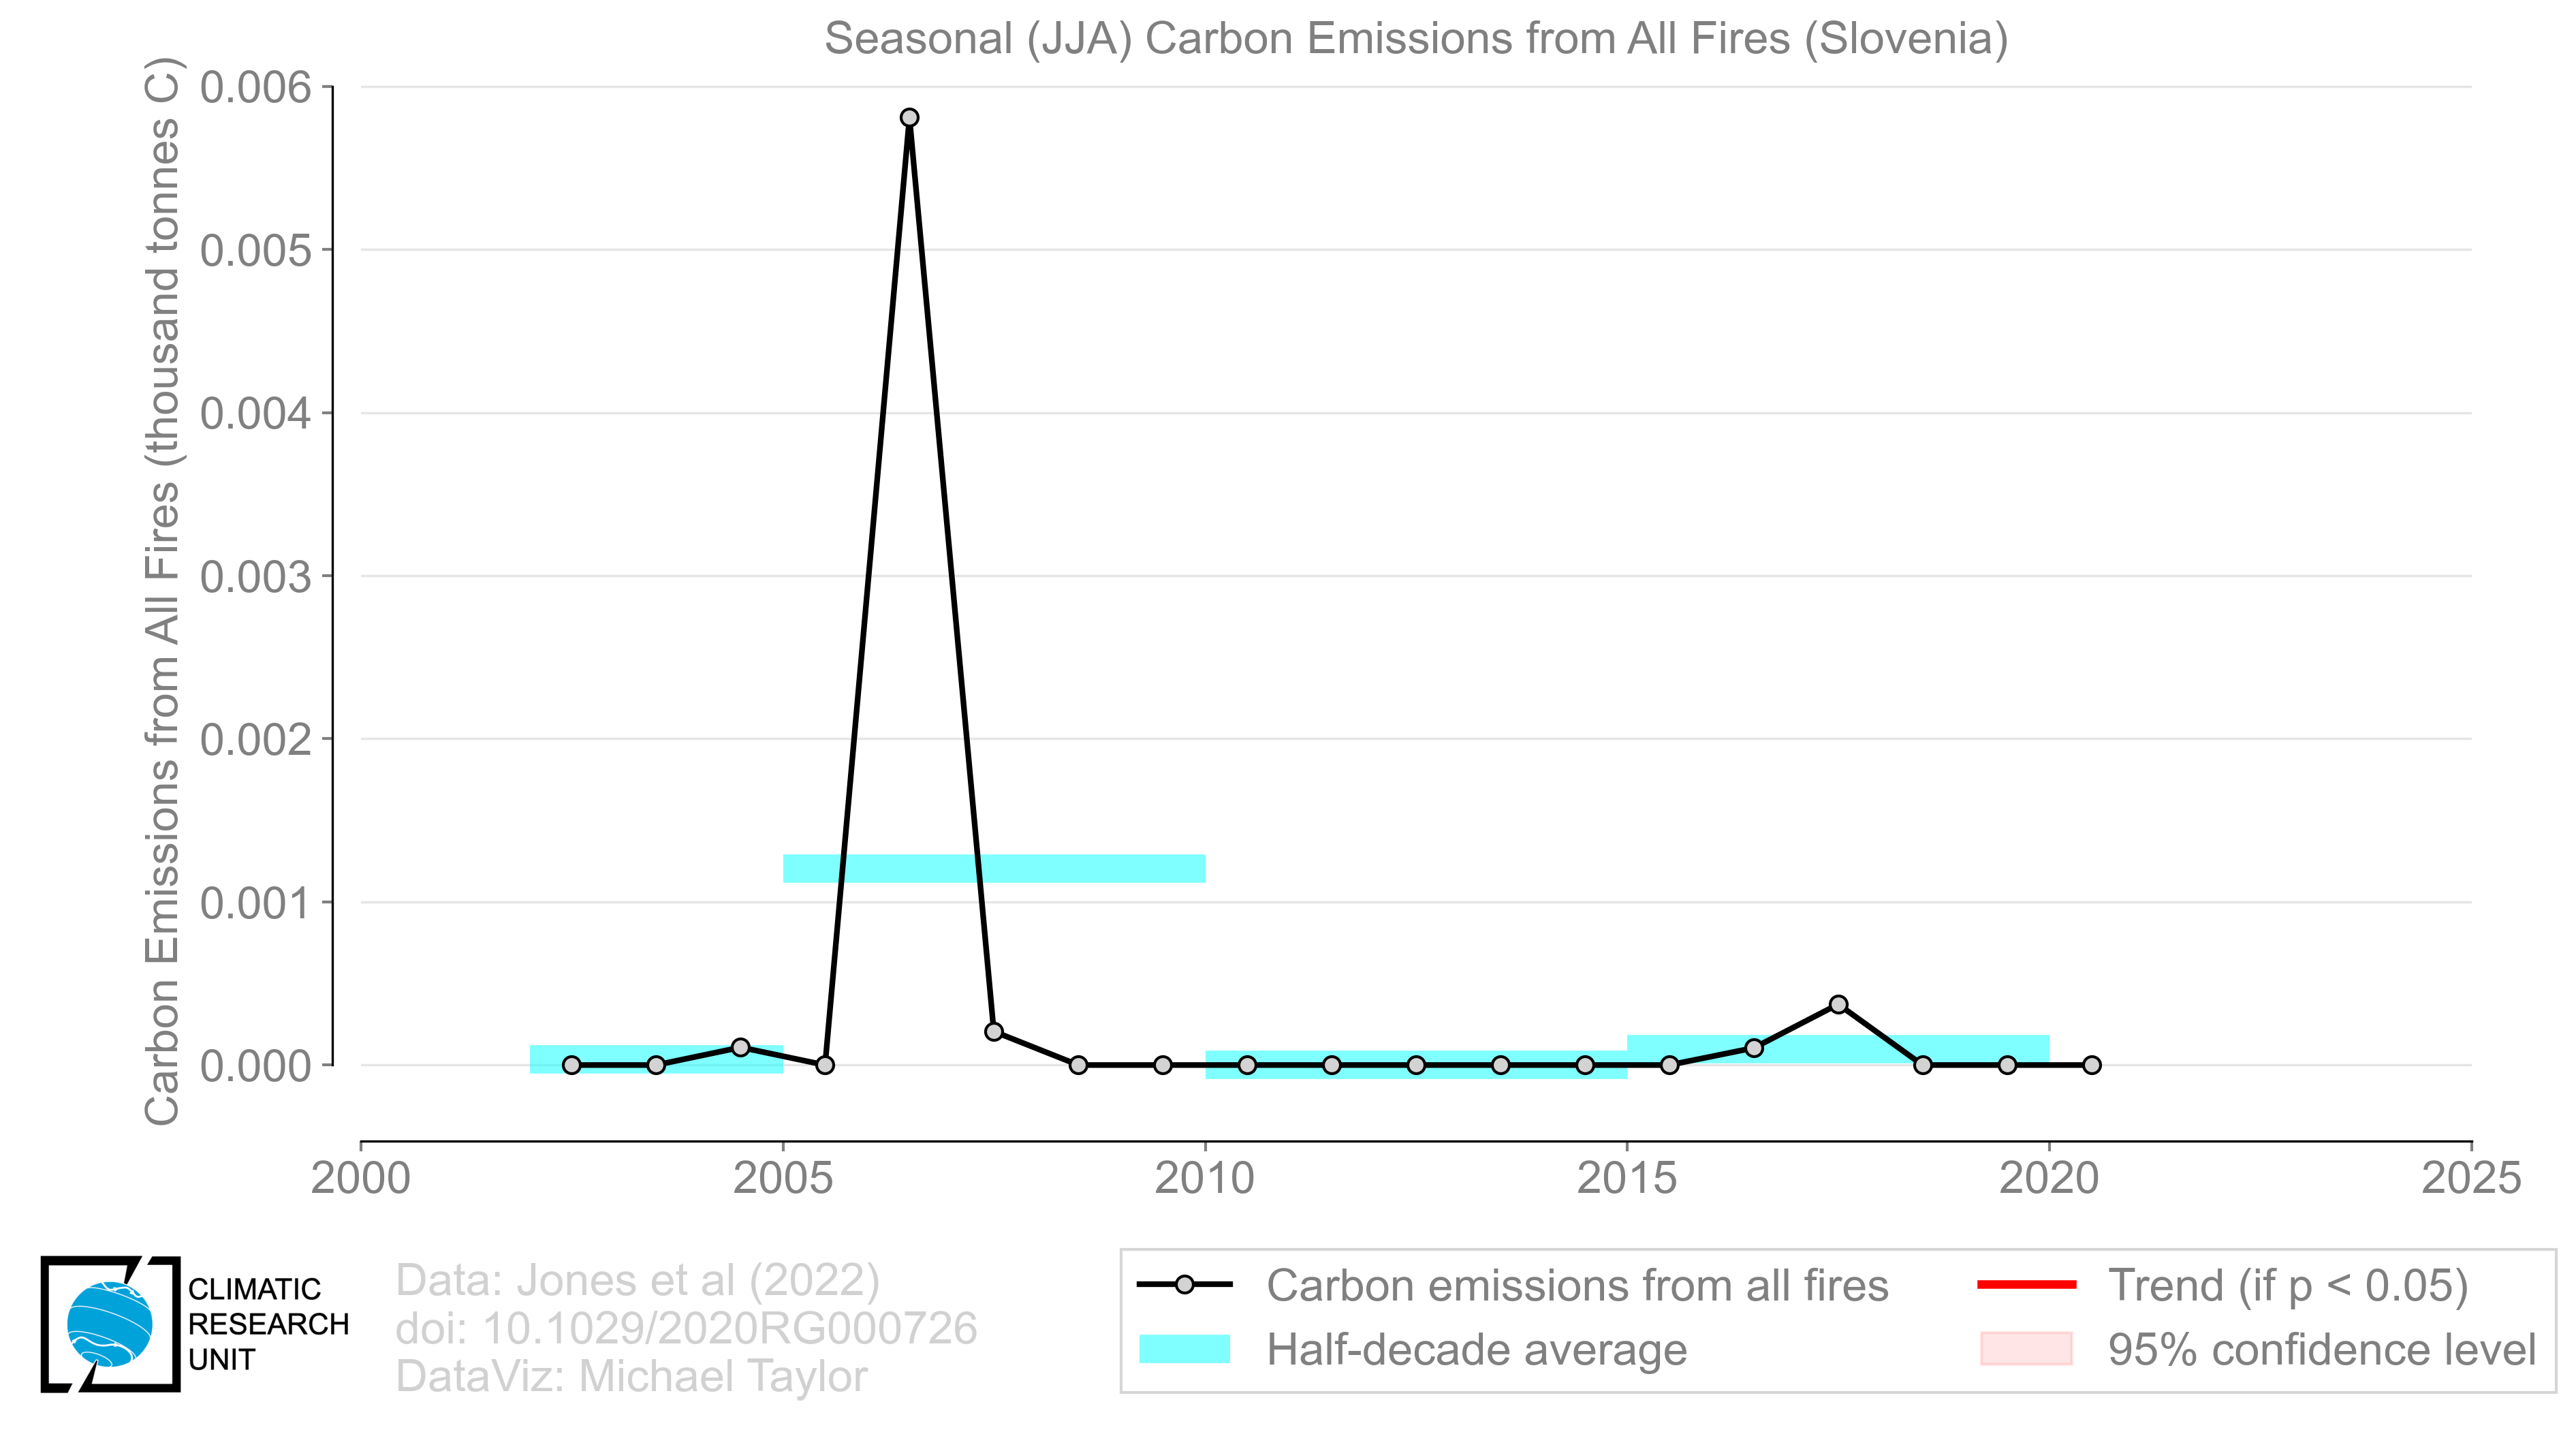 Seasonal (JJA) Carbon Emissions from All Fires (Slovenia)
Carbon Emissions from All Fires (thousand tonnes C)
0.006
0.005
0.004
0.003
0.002
0.001
0.000
2000
2005
2010
2015
2020
2025
CLIMATIC
RESEARCH
UNIT
Data: Jones et al (2022)
doi: 10.1029/2020RG000726
DataViz: Michael Taylor
Carbon emissions from all fires
Half-decade average
Trend (if p < 0.05)
95% confidence level